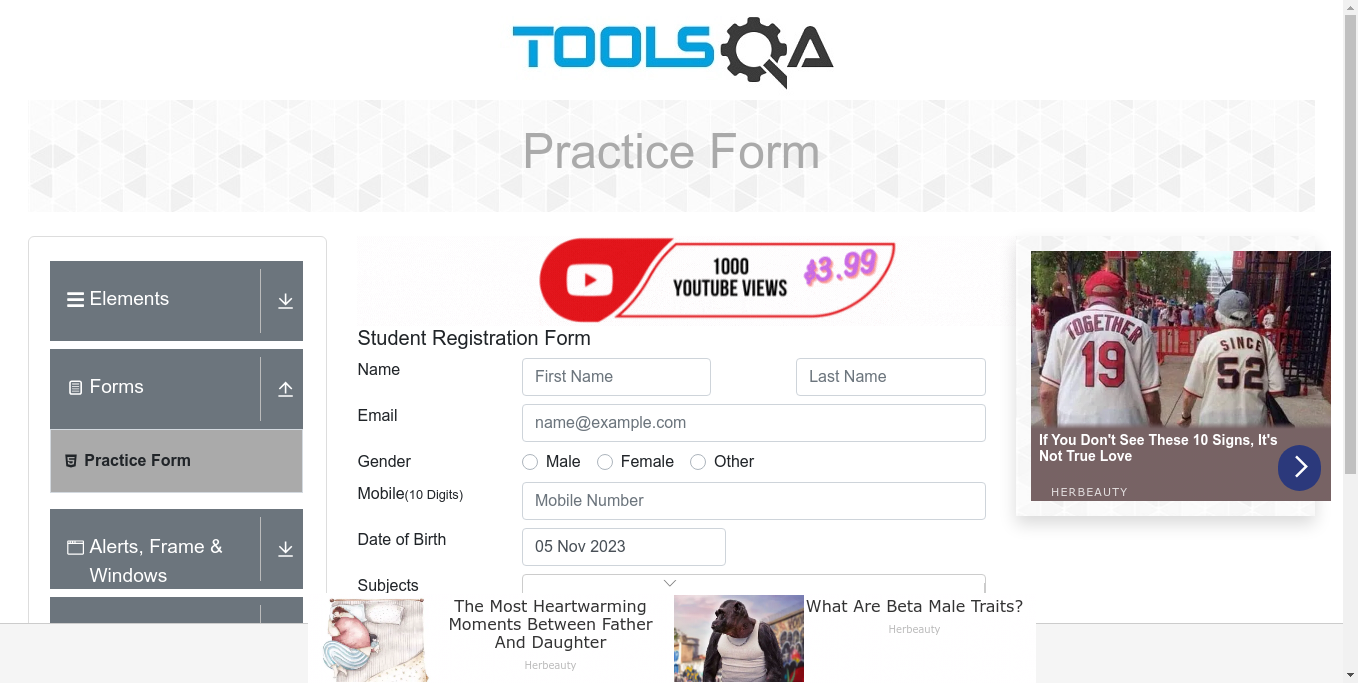 TOOLSQA
Practice Form
Elements
Forms
Practice Form
Alerts, Frame &
Windows
1000
YOUTUBE VIEWS
$3.99
Student Registration Form
Name
First Name
Last Name
Email
name@example.com
Gender
Male
Female
Other
Mobile(10 Digits)
Mobile Number
Date of Birth
05 Nov 2023
Subjects
TOGETHER
19
SINCE
52
If You Don't See These 10 Signs, It's
Not True Love
HERBEAUTY
The Most Heartwarming
Moments Between Father
And Daughter
Herbeauty
What Are Beta Male Traits?
Herbeauty